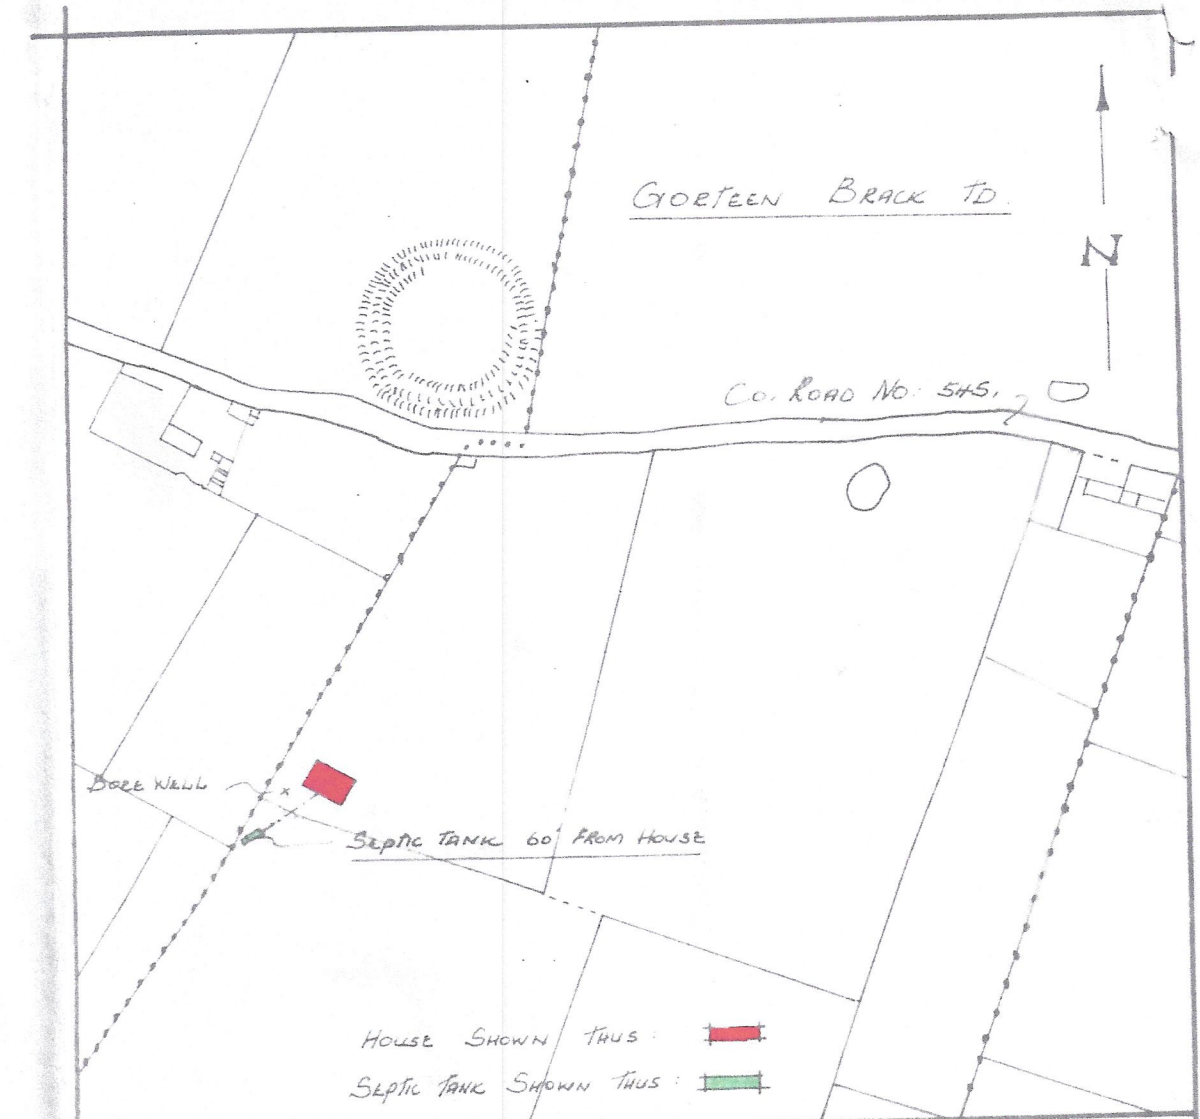 GORTEEN BRACK TD.
N
CO. ROAD NO: 545.
BORE WELL
SEPTIC TANK 60' FROM HOUSE
HOUSE SHOWN THUS:
SEPTIC TANK SHOWN THUS: